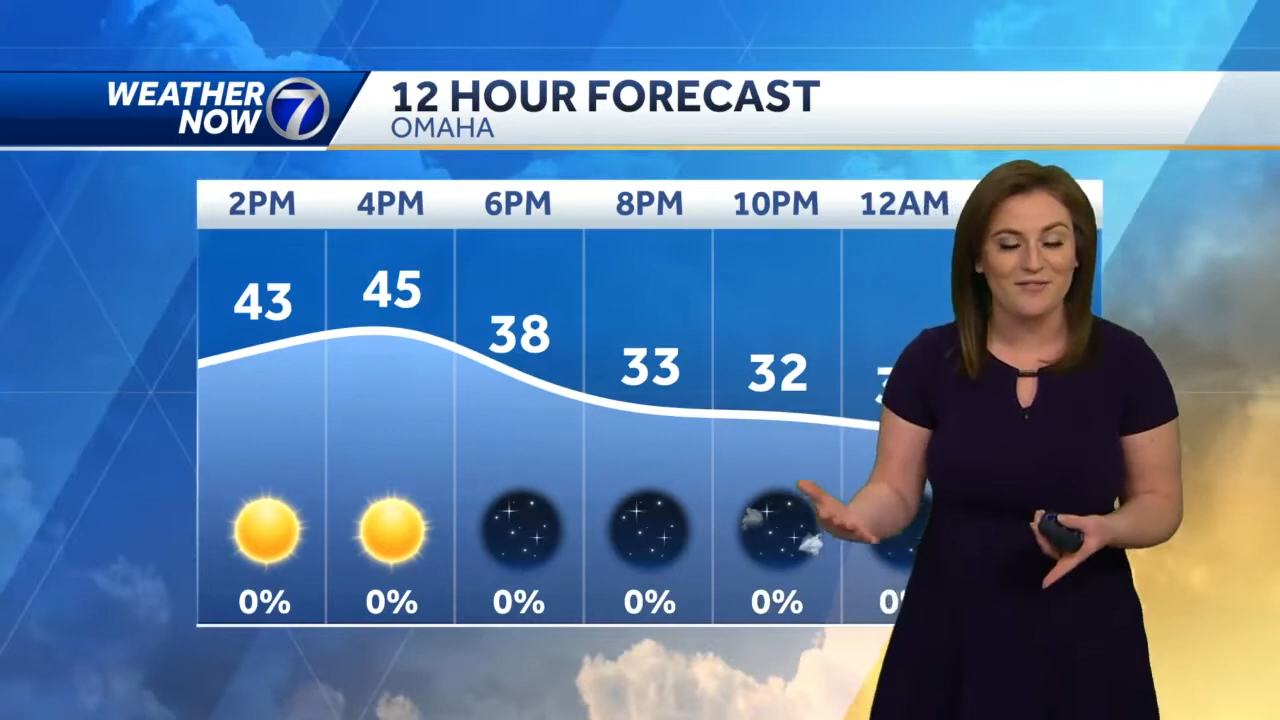 WEATHER
NOW 7
12 HOUR FORECAST
OMAHA
2PM 4PM 6PM 8PM 10PM 12AM
43 45 38 33 32
0% 0% 0% 0% 0%